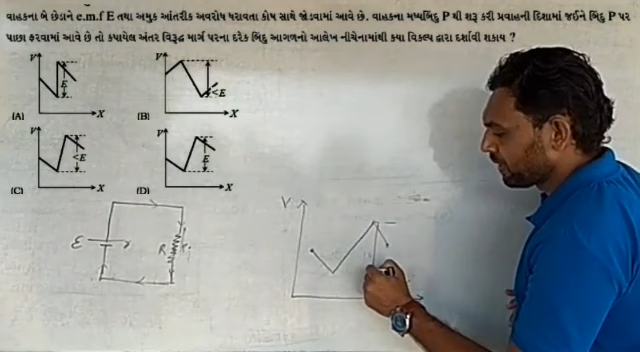 વાહકના બે છેડાને e.m.f E તથા અમુક આંતરીક અવરોધ ધરાવતા કોષ સાથે જોડવામાં આવે છે. વાહકના મધ્યબિંદુ P થી શરૂ કરી પ્રવાહની દિશામાં જઈને બિંદુ P પર
પાછા ફરવામાં આવે છે તો કપાયેલ અંતર વિરૂદ્ધ માર્ગ પરના દરેક બિંદુ આગળનો આલેખ નીચેનામાંથી ક્યા વિકલ્પ દ્વારા દર્શાવી શકાય ?
V E X
(A)
V <E X
(B)
V <E X
(C)
V E X
(D)
E r R
V